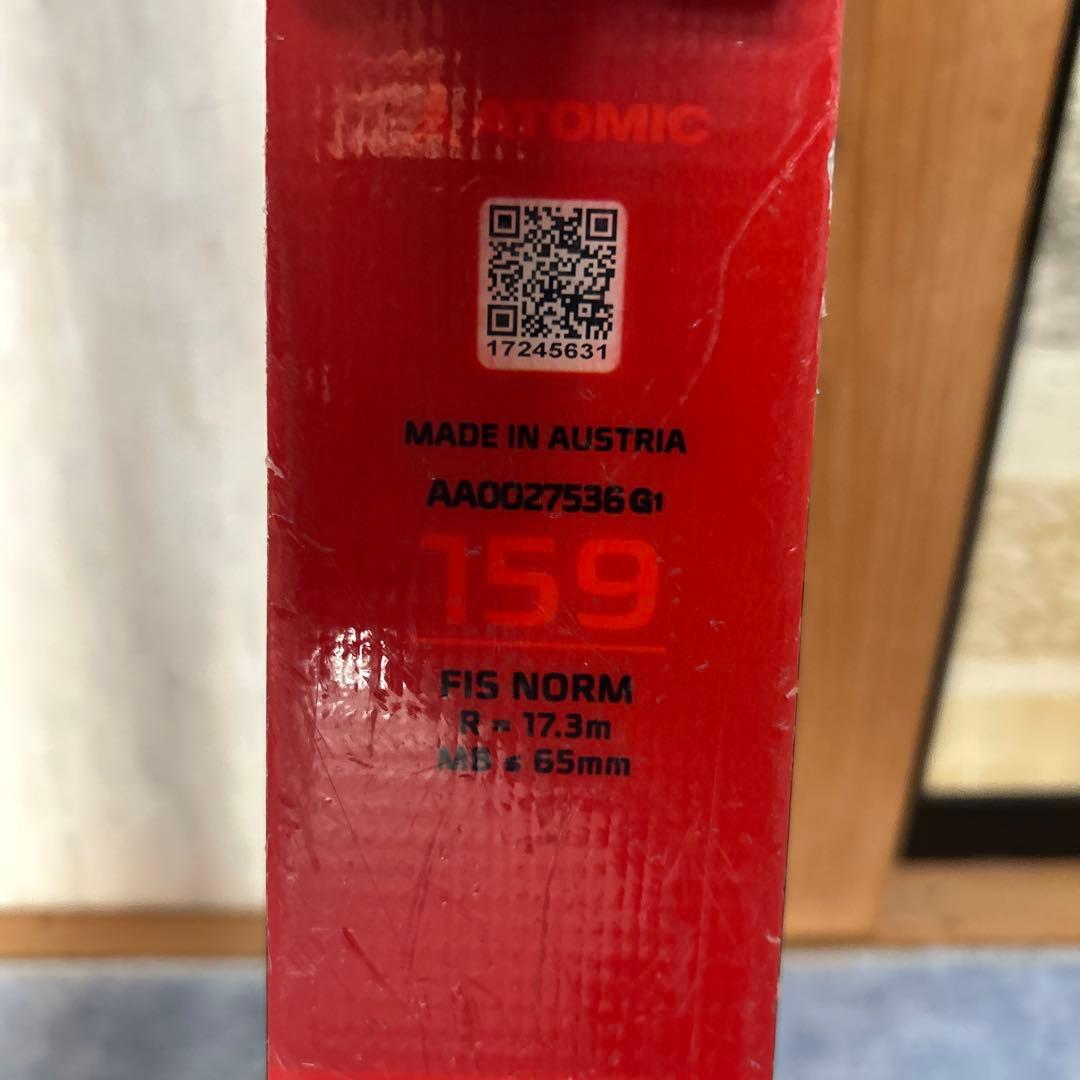 ATOMIC
17245631
MADE IN AUSTRIA
AA0027536 G1
159
FIS NORM
R = 17.3m
MB ≤ 65mm